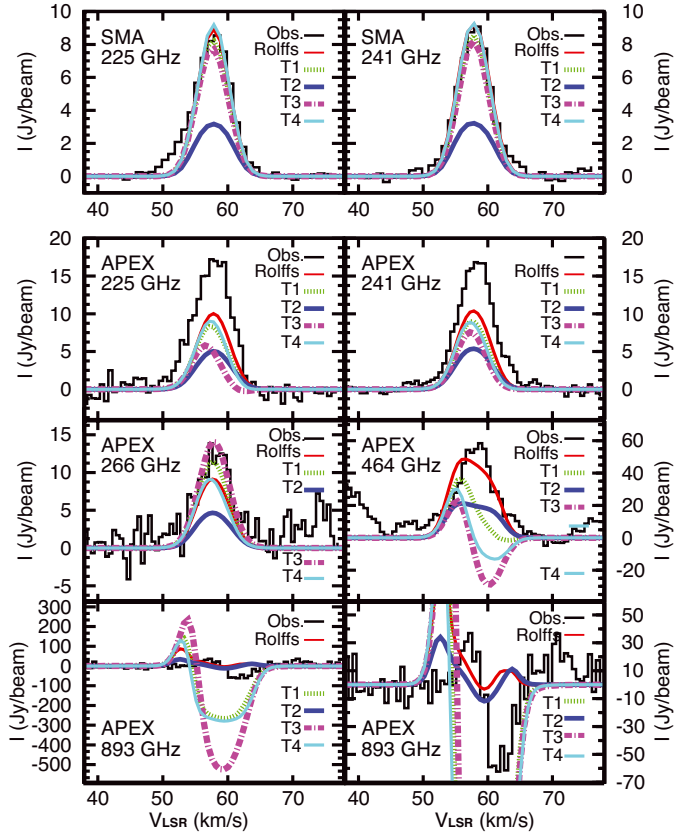 SMA
225 GHz
Obs.
Rolffs
T1
T2
T3
T4
10
8
6
4
2
0
I (Jy/beam)
40 50 60 70
SMA
241 GHz
Obs.
Rolffs
T1
T2
T3
T4
10
8
6
4
2
0
I (Jy/beam)
40 50 60 70
APEX
225 GHz
Obs.
Rolffs
T1
T2
T3
T4
20
15
10
5
0
I (Jy/beam)
APEX
241 GHz
Obs.
Rolffs
T1
T2
T3
T4
20
15
10
5
0
I (Jy/beam)
APEX
266 GHz
Obs.
Rolffs
T1
T2
T3
T4
15
10
5
0
5
I (Jy/beam)
APEX
464 GHz
Obs.
Rolffs
T1
T2
T3
T4
60
40
20
0
-20
I (Jy/beam)
Obs.
Rolffs
T1
T2
T3
T4
APEX
893 GHz
300
200
100
0
-100
-200
-300
-400
-500
I (Jy/beam)
40 50 60 70
VLSR (km/s)
Obs.
Rolffs
T1
T2
T3
T4
APEX
893 GHz
50
30
10
-10
-30
-50
-70
I (Jy/beam)
40 50 60 70
VLSR (km/s)